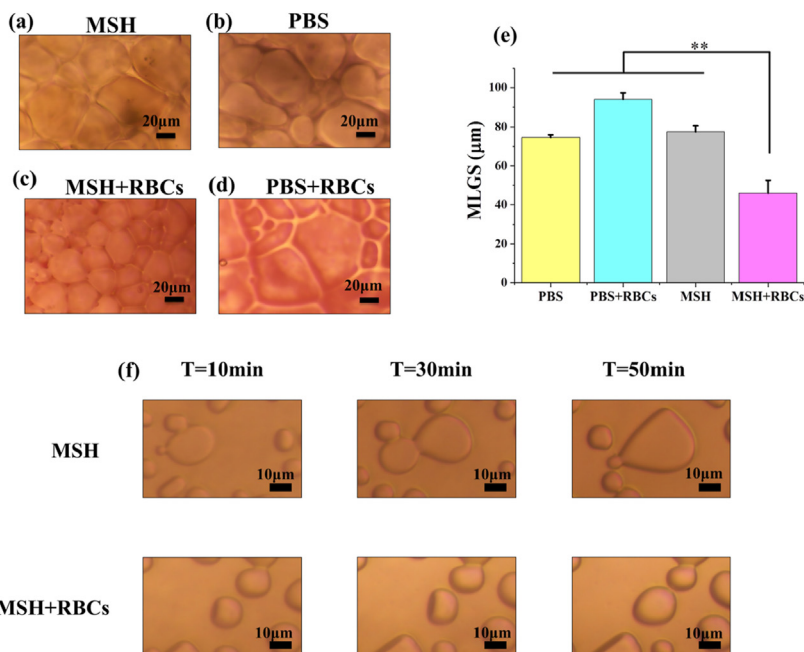 (a) MSH
20μm
(b) PBS
20μm
(c) MSH+RBCs
20μm
(d) PBS+RBCs
20μm
(e)
**
MLGS (μm)
100
80
60
40
20
0
PBS PBS+RBCs MSH MSH+RBCs
(f) T=10min T=30min T=50min
MSH
10μm 10μm 10μm
MSH+RBCs
10μm 10μm 10μm